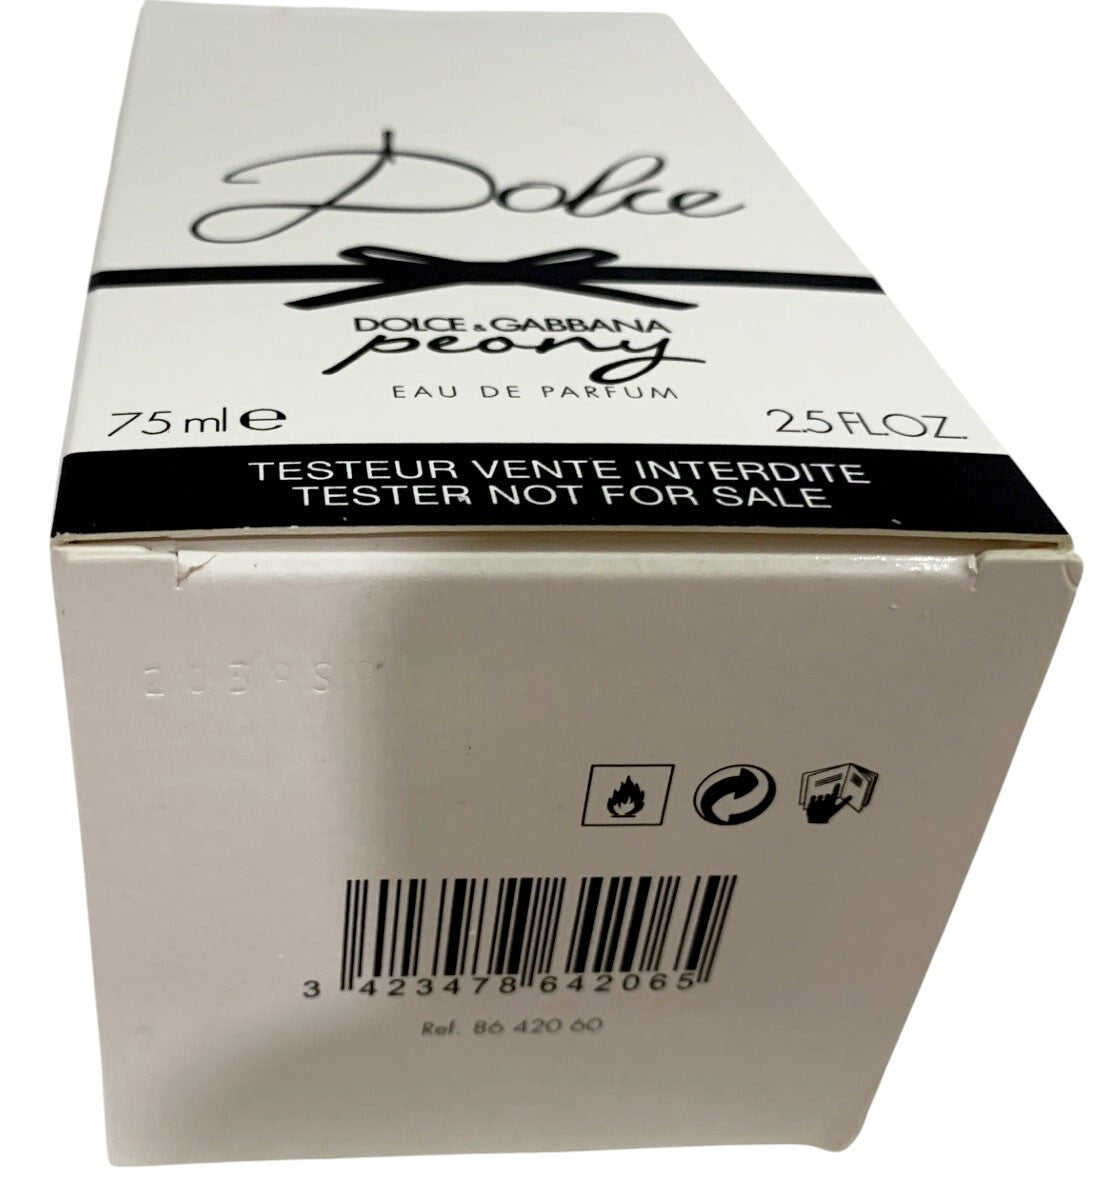 Dolce
DOLCE & GABBANA
peony
EAU DE PARFUM
75 ml ℮
2.5 FL.OZ.
TESTEUR VENTE INTERDITE
TESTER NOT FOR SALE
3 423478 642065
Ref. 86 420 60